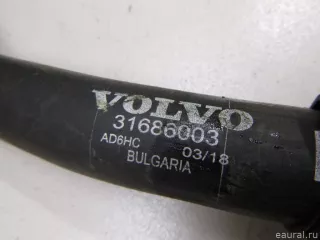 VOLVO
31686003
AD6HC 03/18
BULGARIA
eaural.ru